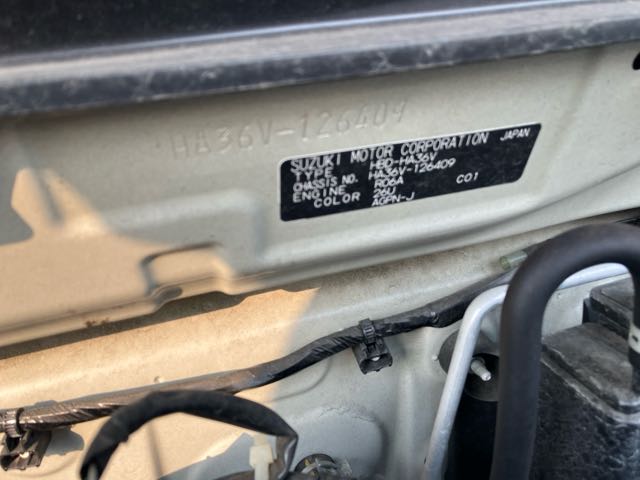 HA36V-126409
SUZUKI MOTOR CORPORATION JAPAN
TYPE HBD-HA36V
CHASSIS NO. HA36V-126409
ENGINE R06A
COLOR 26U C01
AGPN-J